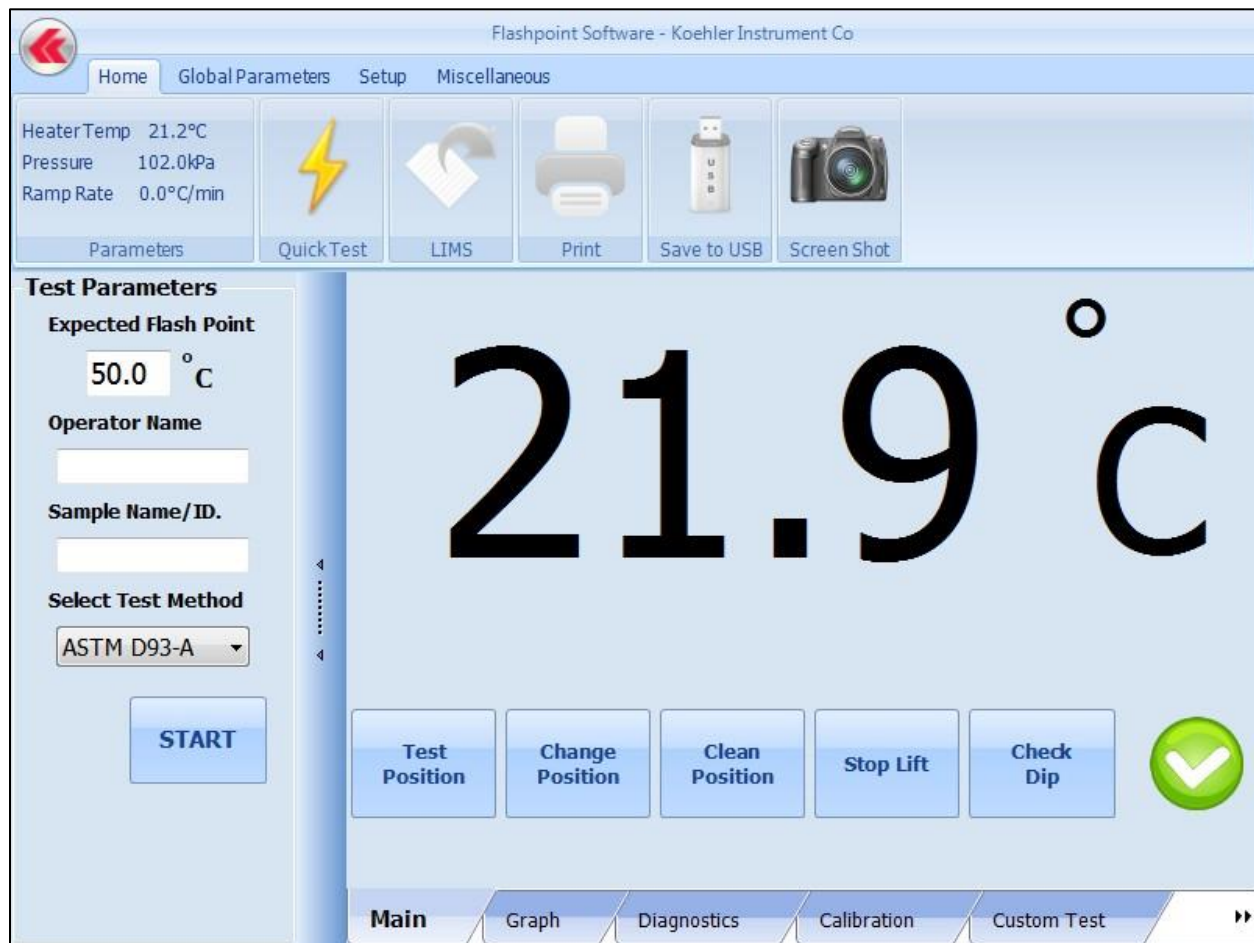 Flashpoint Software - Koehler Instrument Co
Home Global Parameters Setup Miscellaneous
Heater Temp 21.2°C
Pressure 102.0kPa
Ramp Rate 0.0°C/min
Parameters
Quick Test
LIMS
Print
USB
Save to USB
Screen Shot
Test Parameters
Expected Flash Point
50.0 °C
Operator Name
Sample Name/ID.
Select Test Method
ASTM D93-A
START
21.9 °C
Test
Position
Change
Position
Clean
Position
Stop Lift
Check
Dip
Main Graph Diagnostics Calibration Custom Test